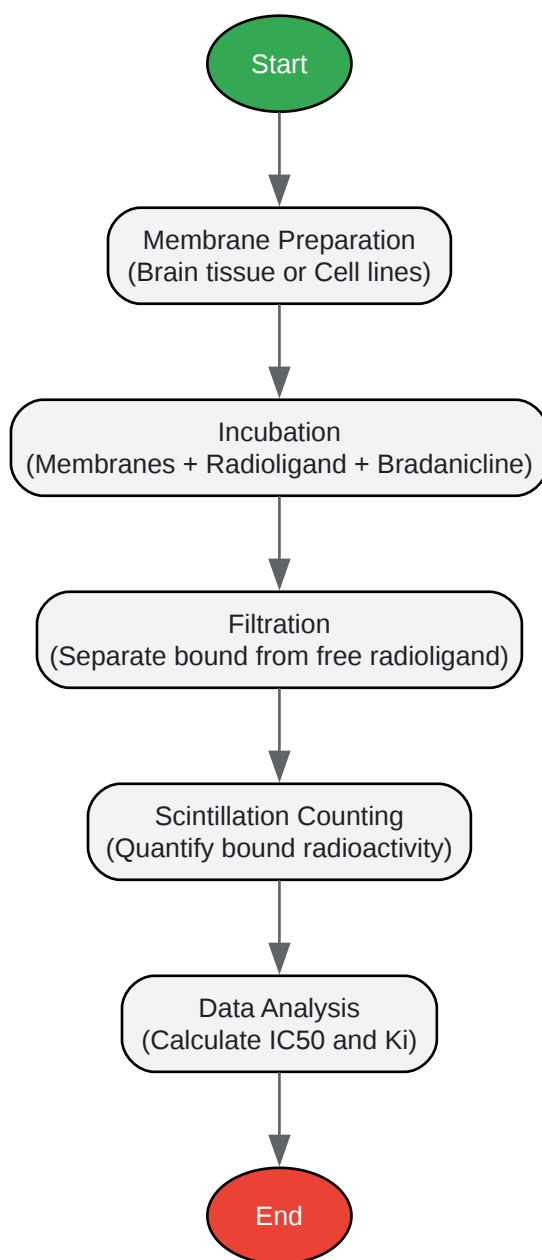 Start
Membrane Preparation
(Brain tissue or Cell lines)
Incubation
(Membranes + Radioligand + Bradanicline)
Filtration
(Separate bound from free radioligand)
Scintillation Counting
(Quantify bound radioactivity)
Data Analysis
(Calculate IC50 and Ki)
End